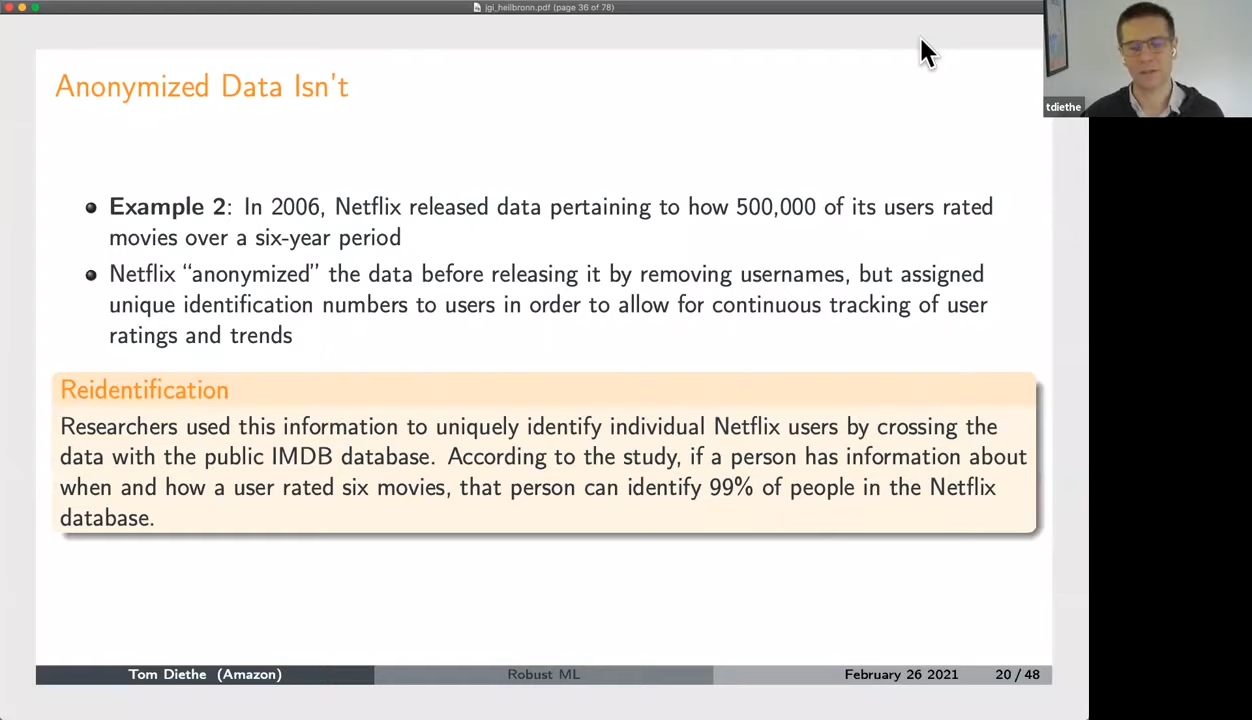 jgi_heilbronn.pdf (page 36 of 78)
tdiethe
Anonymized Data Isn't
Example 2: In 2006, Netflix released data pertaining to how 500,000 of its users rated
movies over a six-year period
Netflix “anonymized” the data before releasing it by removing usernames, but assigned
unique identification numbers to users in order to allow for continuous tracking of user
ratings and trends
Reidentification
Researchers used this information to uniquely identify individual Netflix users by crossing the
data with the public IMDB database. According to the study, if a person has information about
when and how a user rated six movies, that person can identify 99% of people in the Netflix
database.
Tom Diethe (Amazon) Robust ML February 26 2021 20 / 48